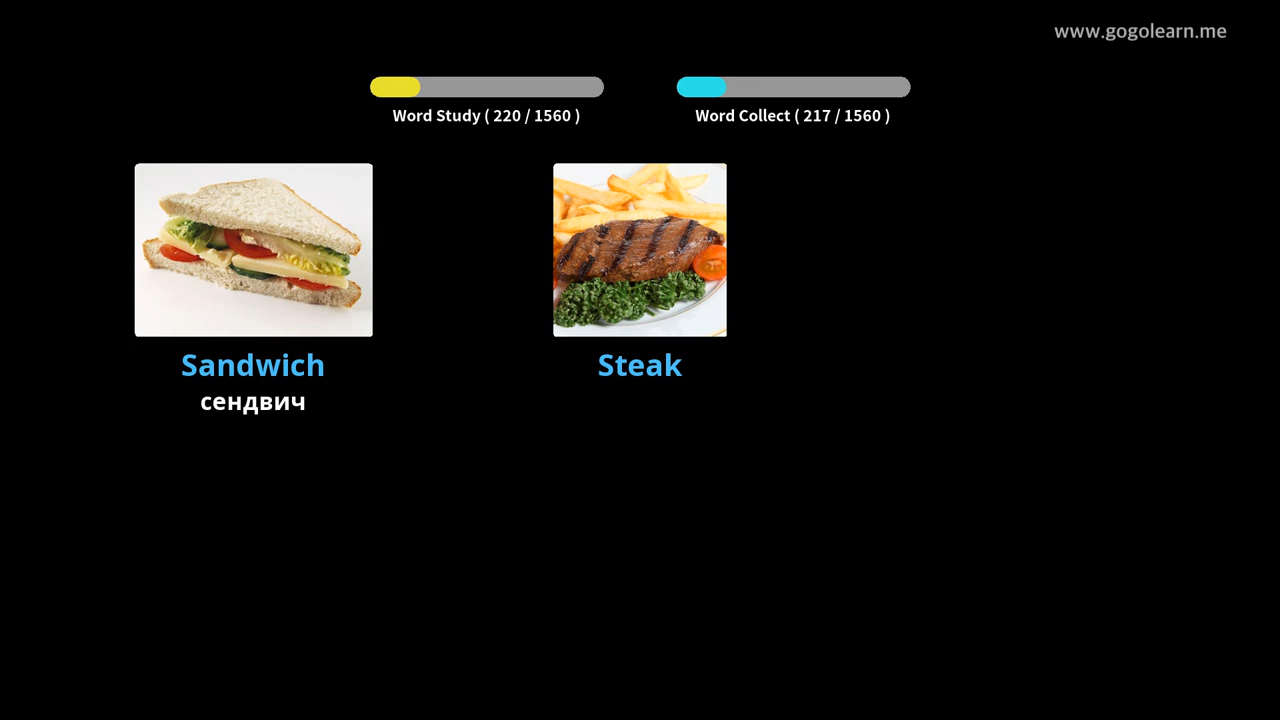 www.gogolearn.me
Word Study ( 220 / 1560 )
Word Collect ( 217 / 1560 )
Sandwich
сендвич
Steak